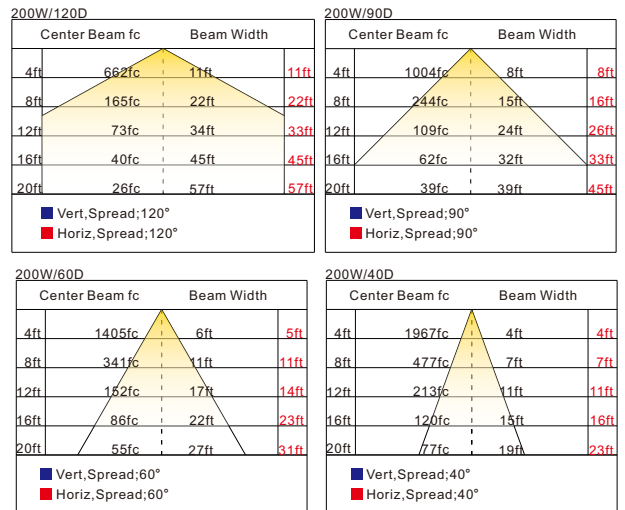 200W/120D
Center Beam fc Beam Width
4ft 662fc 11ft 11ft
8ft 165fc 22ft 22ft
12ft 73fc 34ft 33ft
16ft 40fc 45ft 45ft
20ft 26fc 57ft 57ft
Vert,Spread;120°
Horiz,Spread;120°
200W/90D
Center Beam fc Beam Width
4ft 1004fc 8ft 8ft
8ft 244fc 15ft 16ft
12ft 109fc 24ft 26ft
16ft 62fc 32ft 33ft
20ft 39fc 39ft 45ft
Vert,Spread;90°
Horiz,Spread;90°
200W/60D
Center Beam fc Beam Width
4ft 1405fc 6ft 5ft
8ft 341fc 11ft 11ft
12ft 152fc 17ft 14ft
16ft 86fc 22ft 23ft
20ft 55fc 27ft 31ft
Vert,Spread;60°
Horiz,Spread;60°
200W/40D
Center Beam fc Beam Width
4ft 1967fc 4ft 4ft
8ft 477fc 7ft 7ft
12ft 213fc 11ft 11ft
16ft 120fc 15ft 16ft
20ft 77fc 19ft 23ft
Vert,Spread;40°
Horiz,Spread;40°